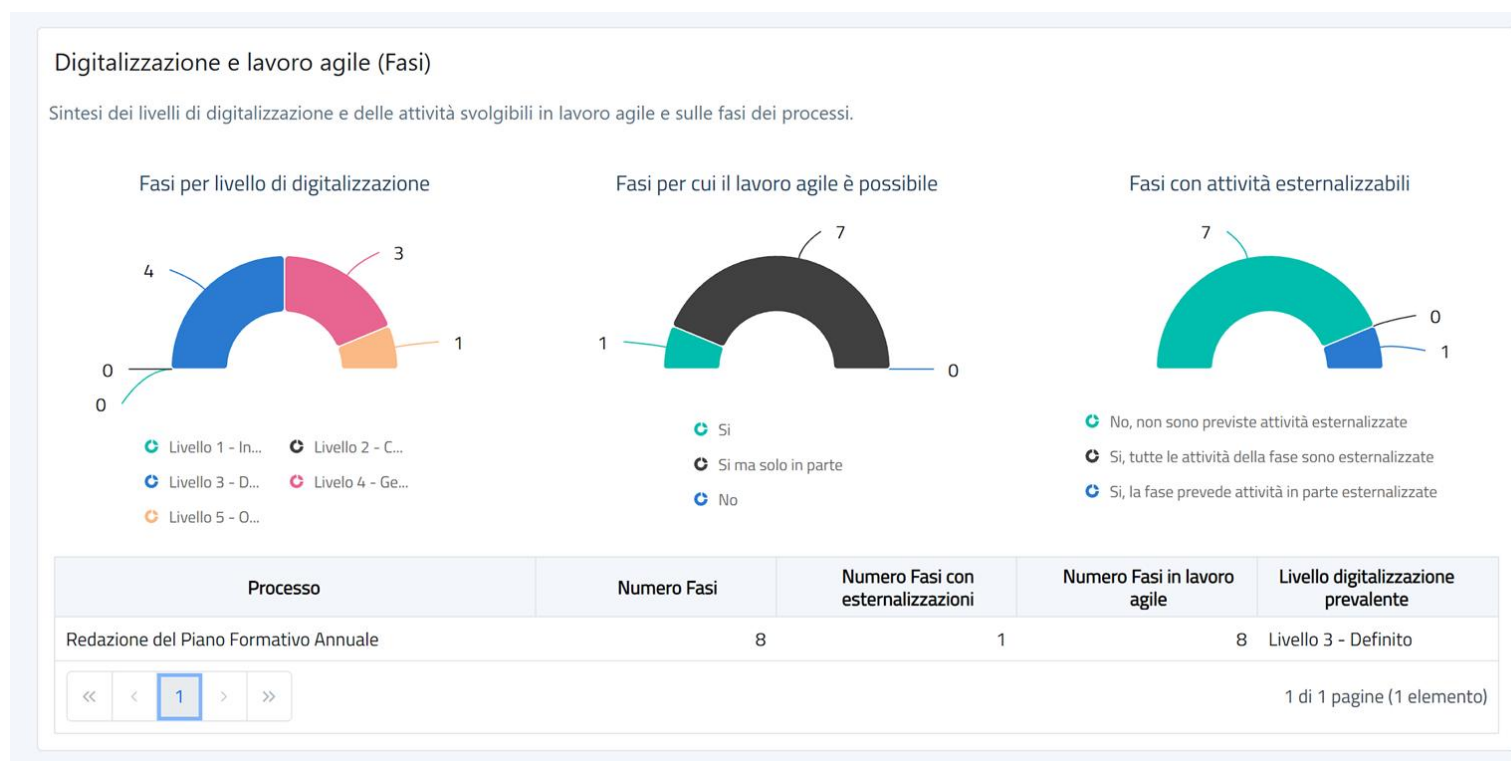 Digitalizzazione e lavoro agile (Fasi)
Sintesi dei livelli di digitalizzazione e delle attività svolgibili in lavoro agile e sulle fasi dei processi.
Fasi per livello di digitalizzazione
4
3
1
0
0
Livello 1 - In...
Livello 2 - C...
Livello 3 - D...
Livelo 4 - Ge...
Livello 5 - O...
Fasi per cui il lavoro agile è possibile
7
1
0
Si
Si ma solo in parte
No
Fasi con attività esternalizzabili
7
0
1
No, non sono previste attività esternalizzate
Si, tutte le attività della fase sono esternalizzate
Si, la fase prevede attività in parte esternalizzate
Processo
Numero Fasi
Numero Fasi con
esternalizzazioni
Numero Fasi in lavoro
agile
Livello digitalizzazione
prevalente
Redazione del Piano Formativo Annuale
8
1
8
Livello 3 - Definito
1
1 di 1 pagine (1 elemento)